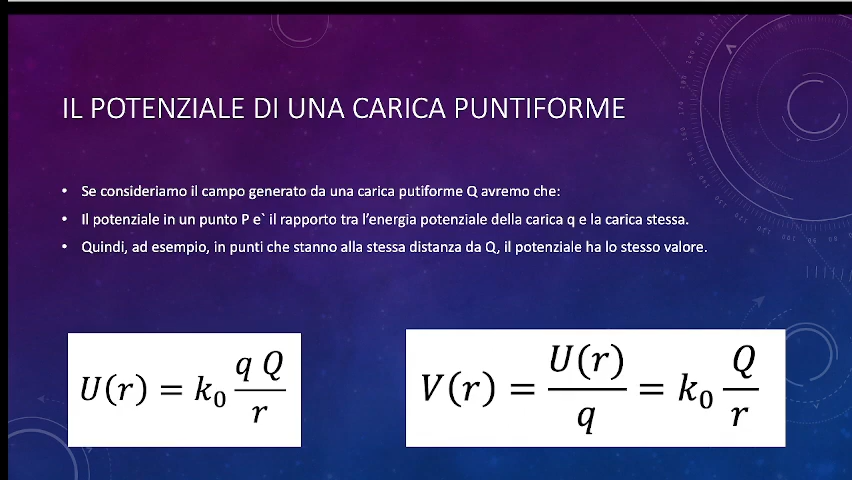 IL POTENZIALE DI UNA CARICA PUNTIFORME
• Se consideriamo il campo generato da una carica putiforme Q avremo che:
• Il potenziale in un punto P e` il rapporto tra l'energia potenziale della carica q e la carica stessa.
• Quindi, ad esempio, in punti che stanno alla stessa distanza da Q, il potenziale ha lo stesso valore.
U(r) = k₀ q Q / r
V(r) = U(r) / q = k₀ Q / r